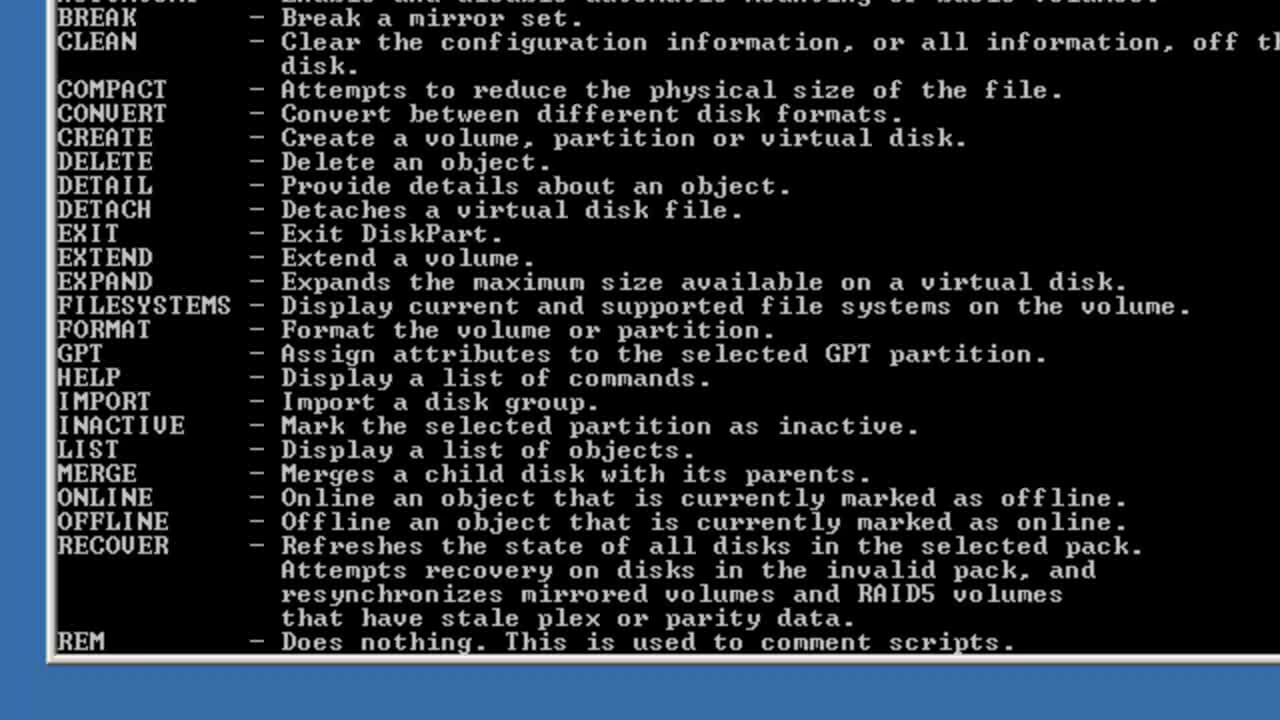 BREAK - Break a mirror set.
CLEAN - Clear the configuration information, or all information, off
disk.
COMPACT - Attempts to reduce the physical size of the file.
CONVERT - Convert between different disk formats.
CREATE - Create a volume, partition or virtual disk.
DELETE - Delete an object.
DETAIL - Provide details about an object.
DETACH - Detaches a virtual disk file.
EXIT - Exit DiskPart.
EXTEND - Extend a volume.
EXPAND - Expands the maximum size available on a virtual disk.
FILESYSTEMS - Display current and supported file systems on the volume.
FORMAT - Format the volume or partition.
GPT - Assign attributes to the selected GPT partition.
HELP - Display a list of commands.
IMPORT - Import a disk group.
INACTIVE - Mark the selected partition as inactive.
LIST - Display a list of objects.
MERGE - Merges a child disk with its parents.
ONLINE - Online an object that is currently marked as offline.
OFFLINE - Offline an object that is currently marked as online.
RECOVER - Refreshes the state of all disks in the selected pack.
Attempts recovery on disks in the invalid pack, and
resynchronizes mirrored volumes and RAID5 volumes
that have stale plex or parity data.
REM - Does nothing. This is used to comment scripts.